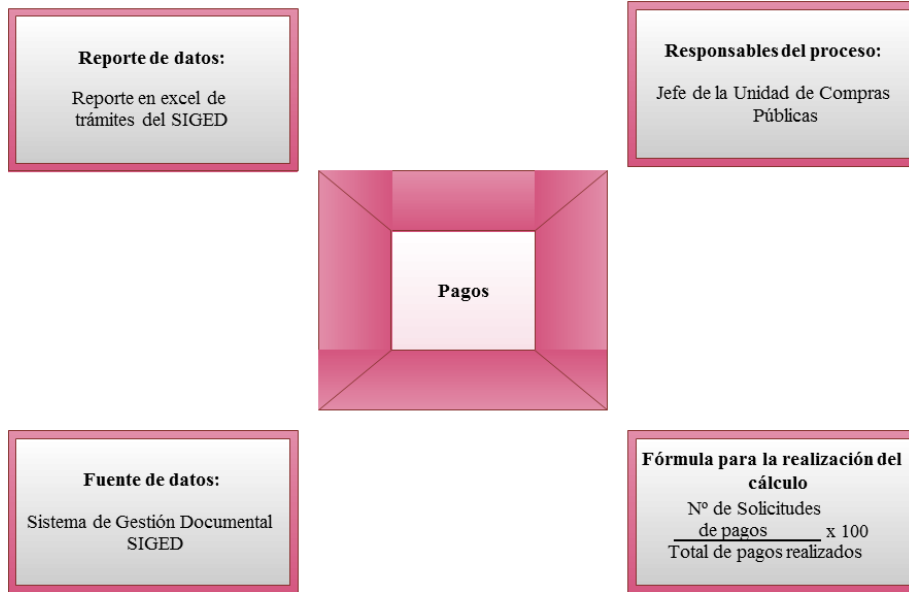 Reporte de datos:
Reporte en excel de
trámites del SIGED
Responsables del proceso:
Jefe de la Unidad de Compras
Públicas
Pagos
Fuente de datos:
Sistema de Gestión Documental
SIGED
Fórmula para la realización del
cálculo
Nº de Solicitudes
de pagos x 100
Total de pagos realizados